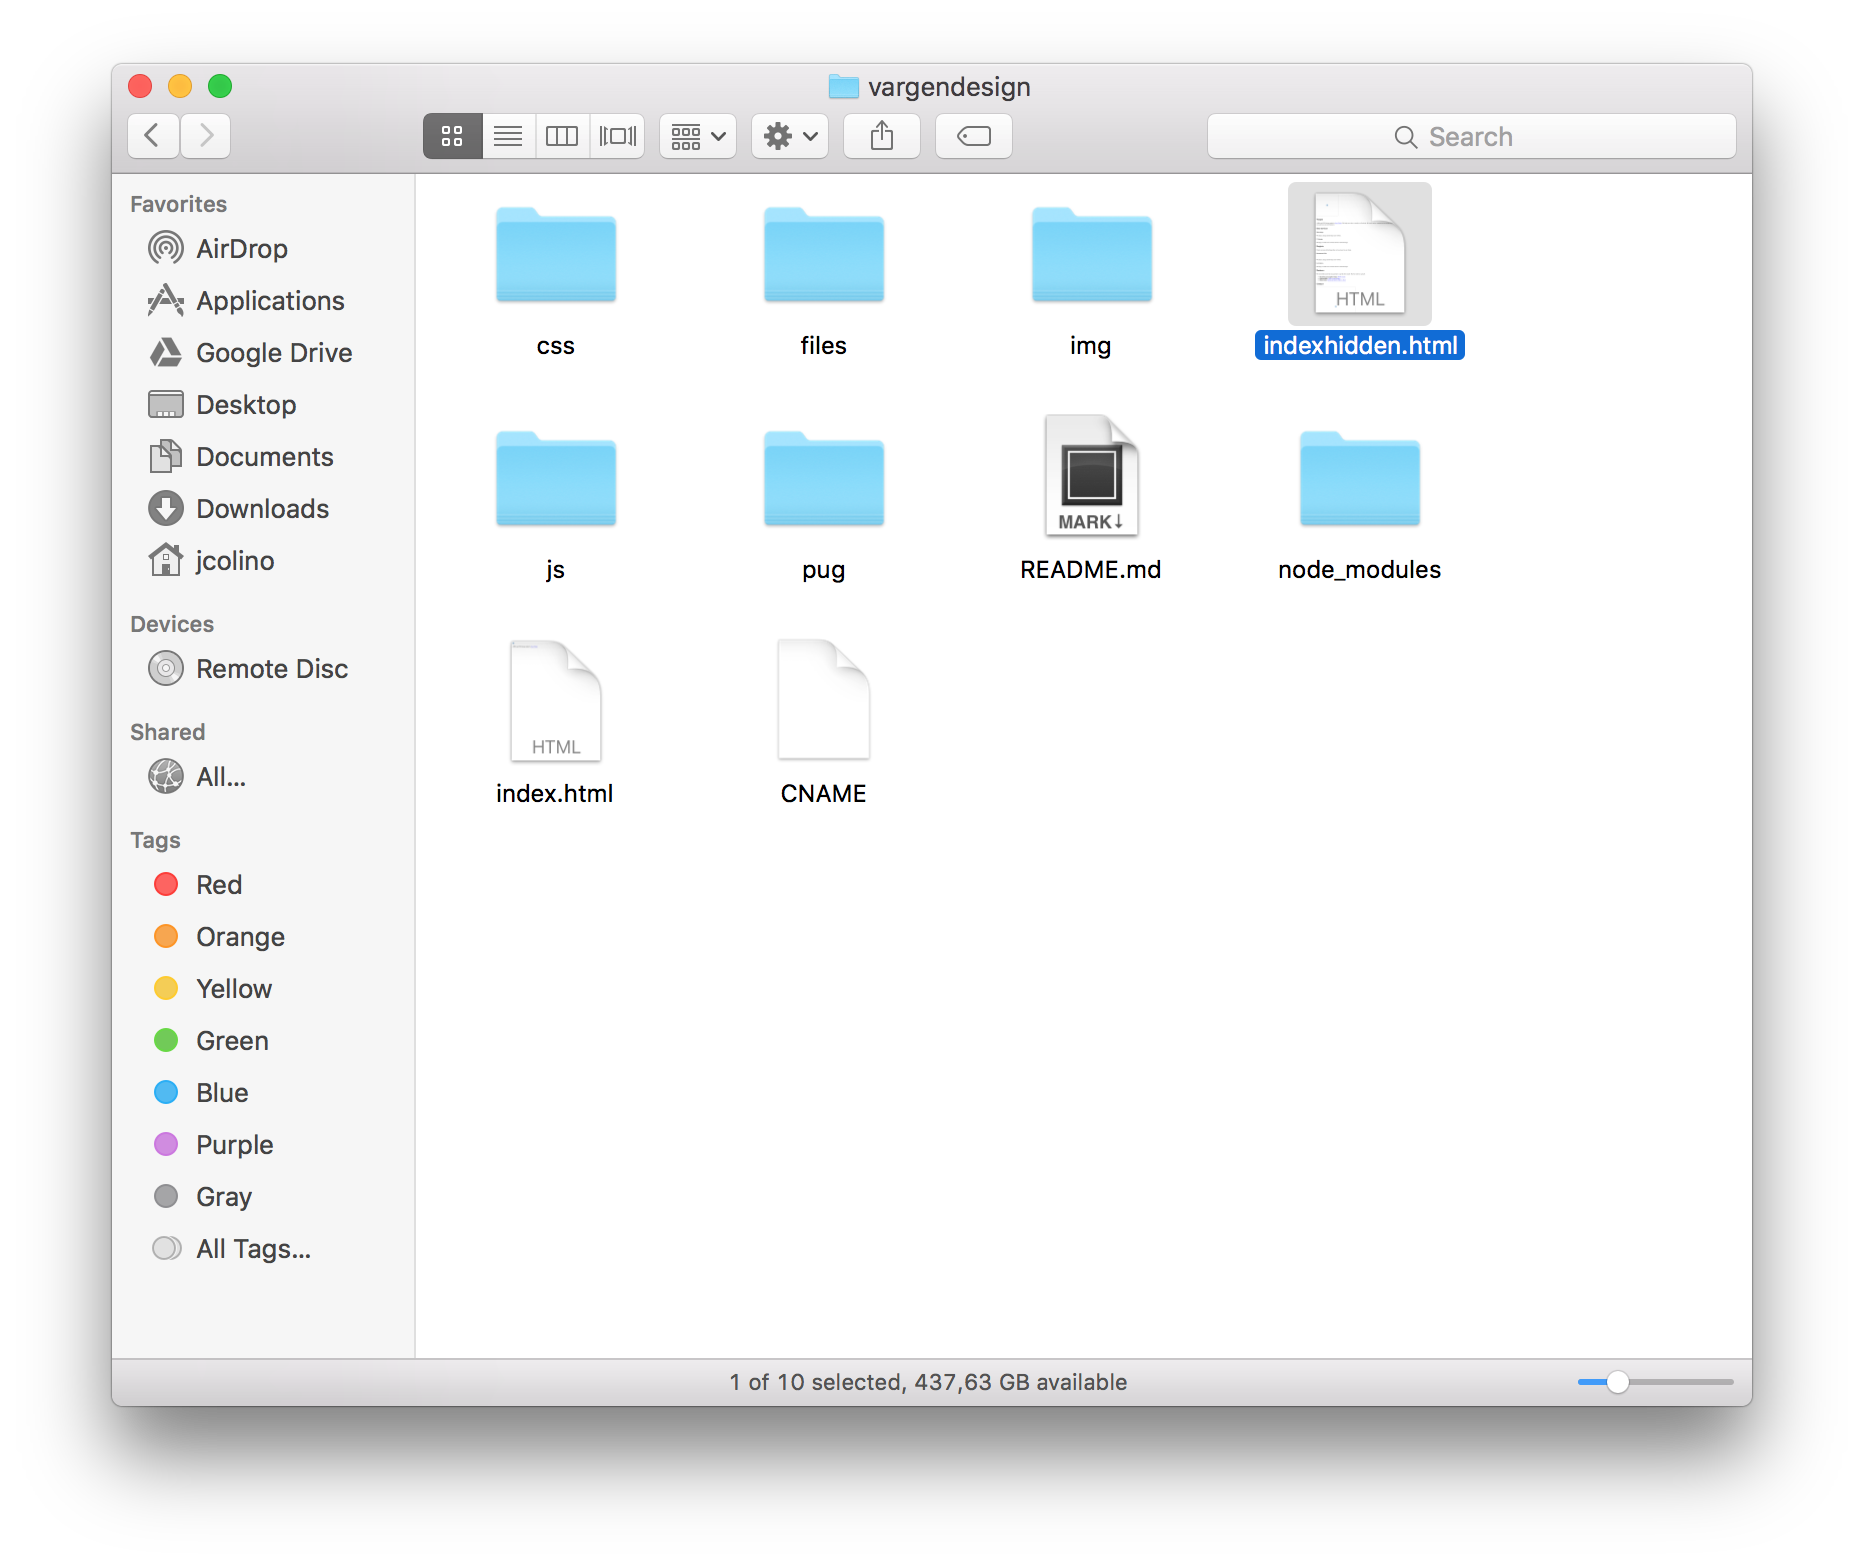 vargendesign
Search
Favorites
AirDrop
Applications
Google Drive
Desktop
Documents
Downloads
jcolino
Devices
Remote Disc
Shared
All...
Tags
Red
Orange
Yellow
Green
Blue
Purple
Gray
All Tags...
HTML
css files img indexhidden.html
MARK↓
js pug README.md node_modules
HTML
index.html CNAME
1 of 10 selected, 437,63 GB available